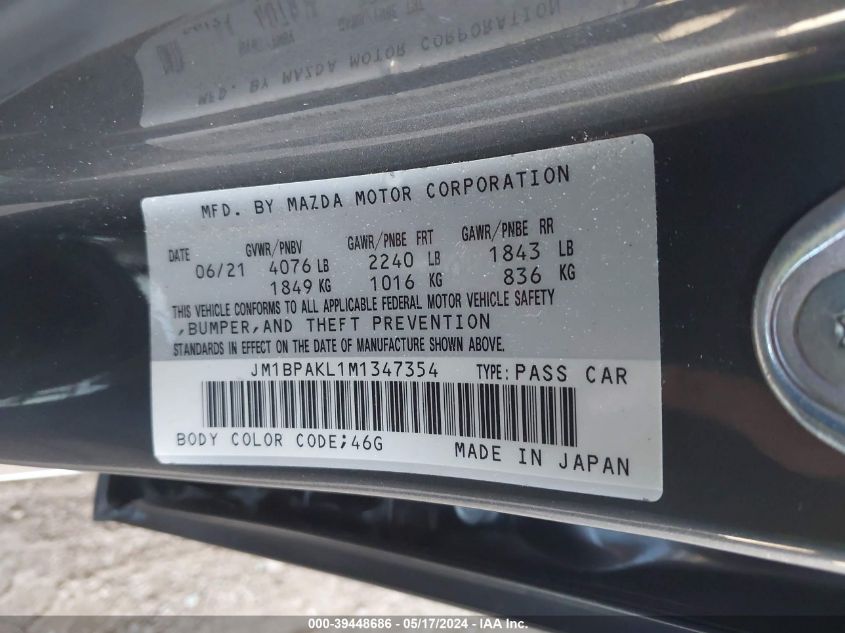 MFD. BY MAZDA MOTOR CORPORATION
MFD. BY MAZDA MOTOR CORPORATION
DATE GVWR/PNBV GAWR/PNBE FRT GAWR/PNBE RR
06/21 4076 LB 2240 LB 1843 LB
1849 KG 1016 KG 836 KG
THIS VEHICLE CONFORMS TO ALL APPLICABLE FEDERAL MOTOR VEHICLE SAFETY
,BUMPER,AND THEFT PREVENTION
STANDARDS IN EFFECT ON THE DATE OF MANUFACTURE SHOWN ABOVE.
JM1BPAKL1M1347354 TYPE:PASS CAR
BODY COLOR CODE;46G MADE IN JAPAN
000-39448686 - 05/17/2024 - IAA Inc.